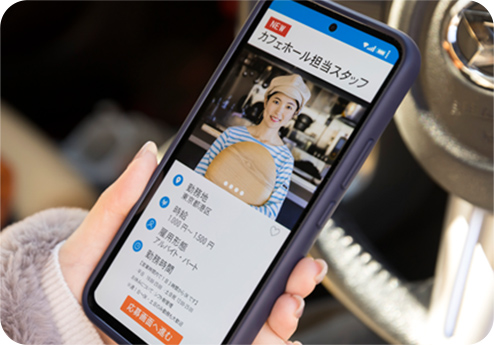 NEW
カフェホール担当スタッフ
勤務地
東京都港区
時給
1,000円～1,500円
雇用形態
アルバイト・パート
勤務時間
応募画面へ進む